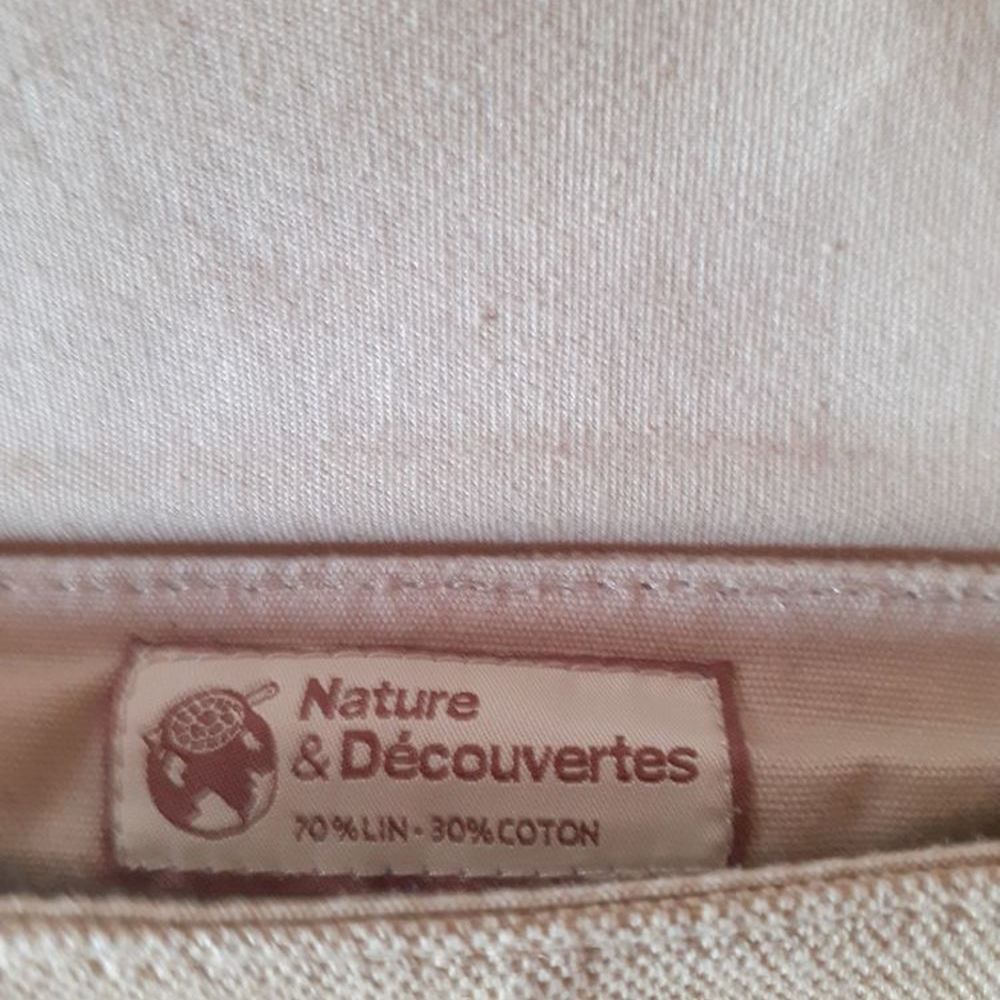 Nature
& Découvertes
70% LIN - 30% COTON